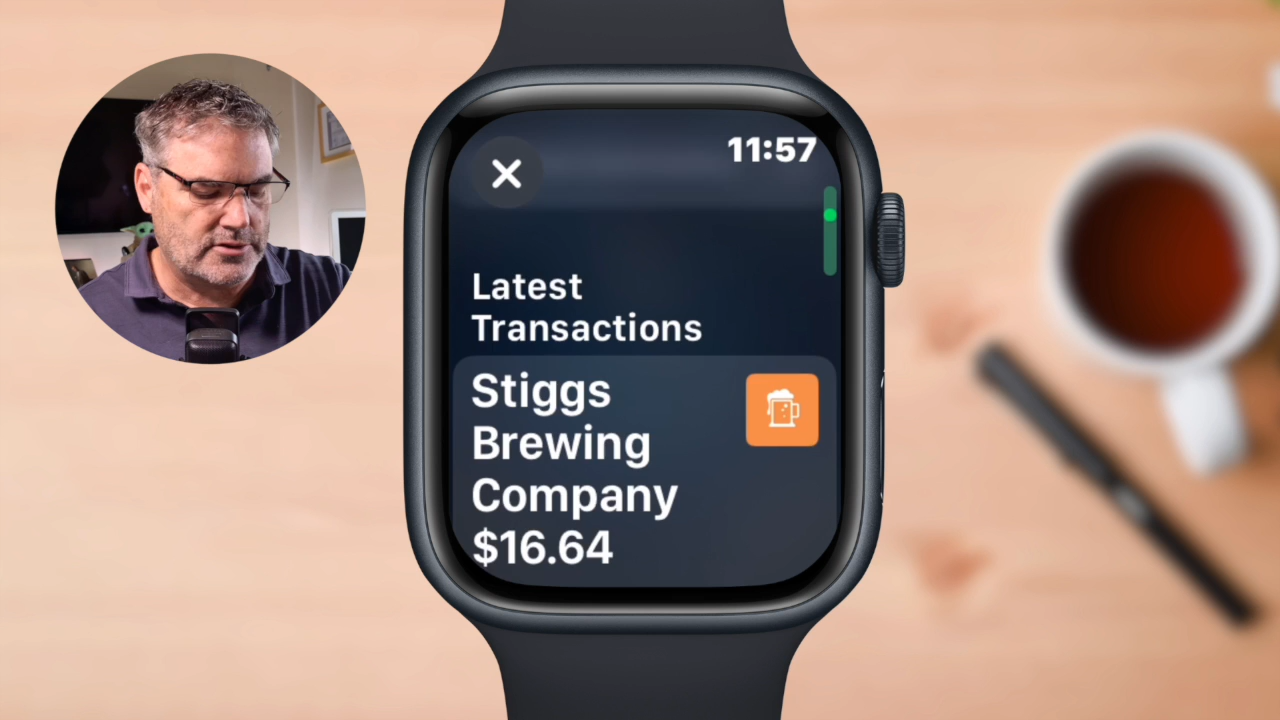 11:57
Latest
Transactions
Stiggs
Brewing
Company
$16.64